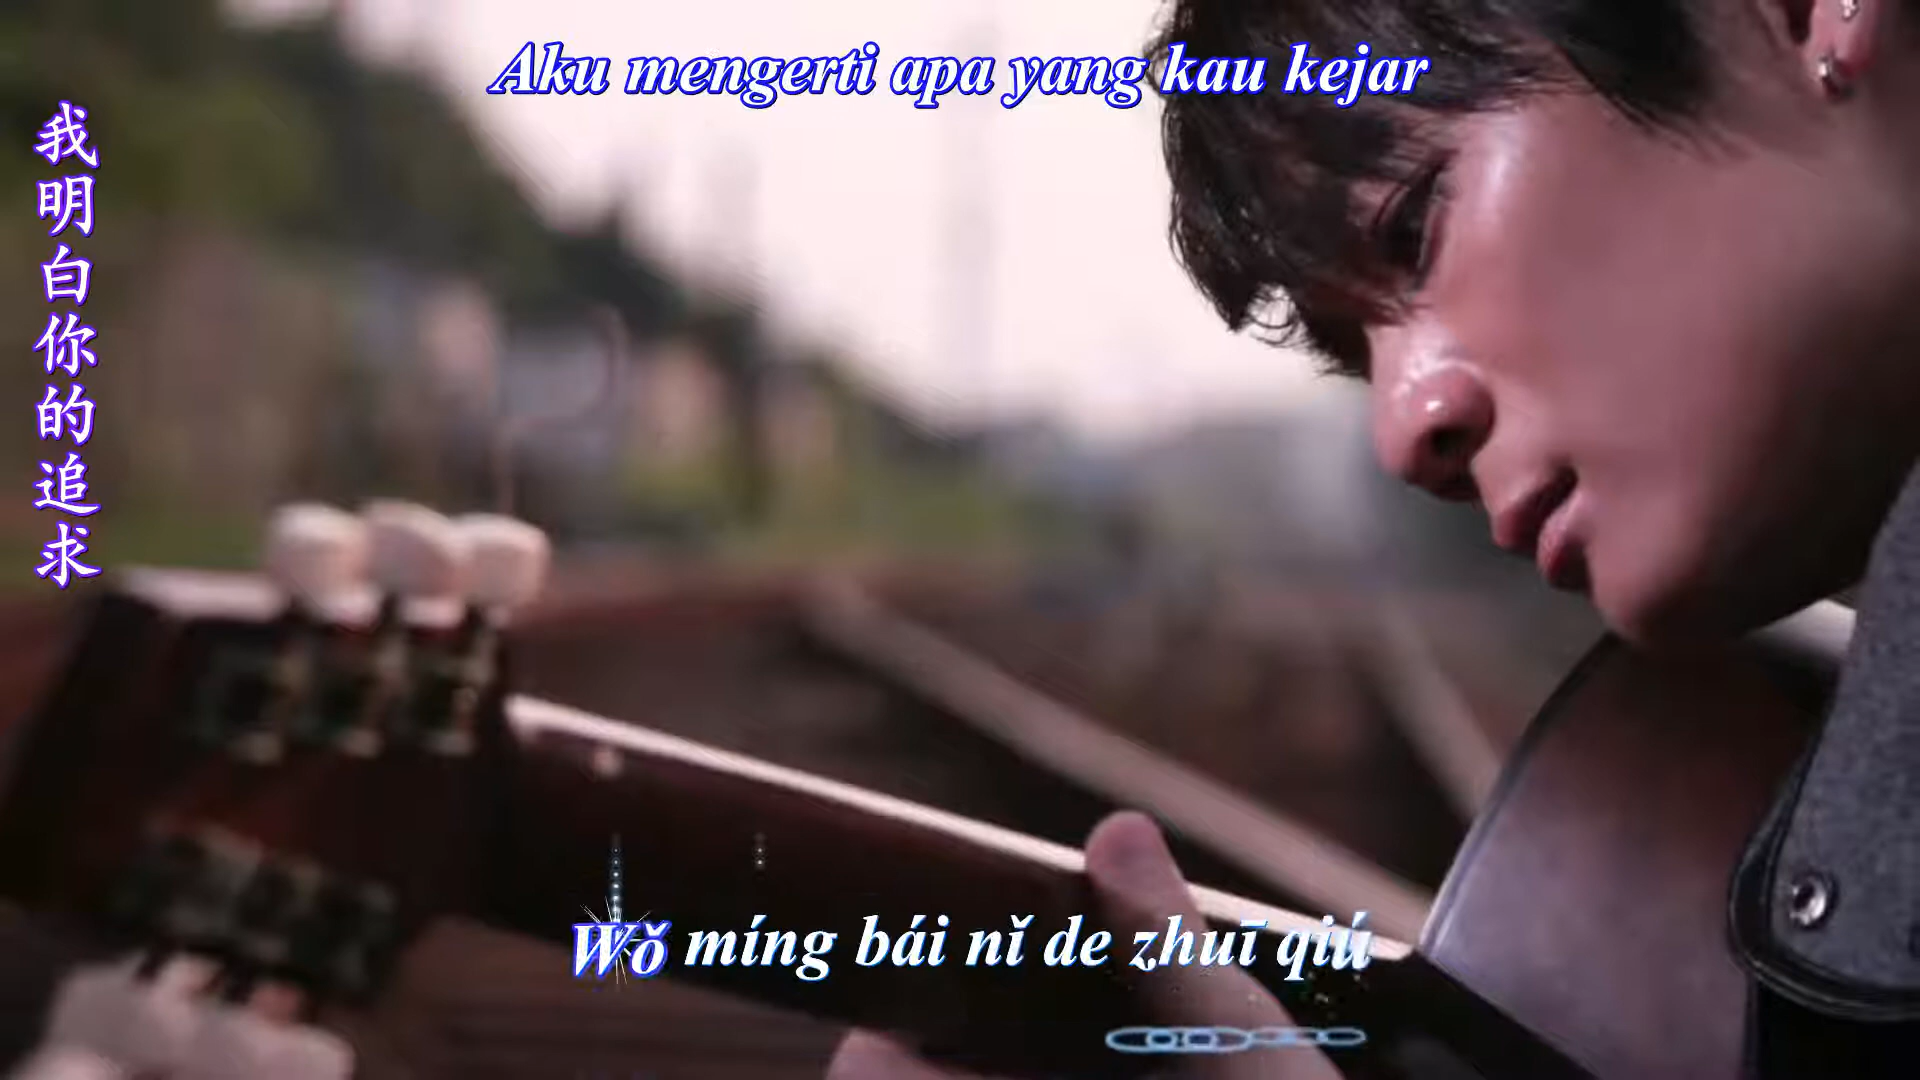 Aku mengerti apa yang kau kejar
我明白你的追求
Wǒ míng bái nǐ de zhuī qiú